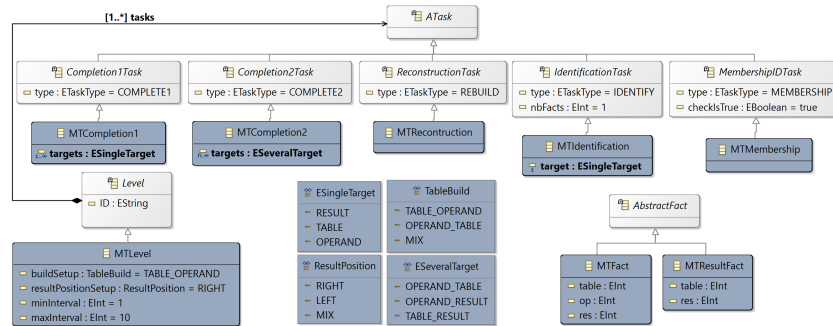 [1..*] tasks
ATask
Completion1Task
type : ETaskType = COMPLETE1
Completion2Task
type : ETaskType = COMPLETE2
ReconstructionTask
type : ETaskType = REBUILD
IdentificationTask
type : ETaskType = IDENTIFY
nbFacts : EInt = 1
MembershipIDTask
type : ETaskType = MEMBERSHIP
checkIsTrue : EBoolean = true
MTCompletion1
targets : ESingleTarget
MTCompletion2
targets : ESeveralTarget
MTRecontruction
MTIdentification
target : ESingleTarget
MTMembership
Level
ID : EString
MTLevel
buildSetup : TableBuild = TABLE_OPERAND
resultPositionSetup : ResultPosition = RIGHT
minInterval : EInt = 1
maxInterval : EInt = 10
ESingleTarget
RESULT
TABLE
OPERAND
TableBuild
TABLE_OPERAND
OPERAND_TABLE
MIX
ResultPosition
RIGHT
LEFT
MIX
ESeveralTarget
OPERAND_TABLE
OPERAND_RESULT
TABLE_RESULT
AbstractFact
MTFact
table : EInt
op : EInt
res : EInt
MTResultFact
table : EInt
res : EInt